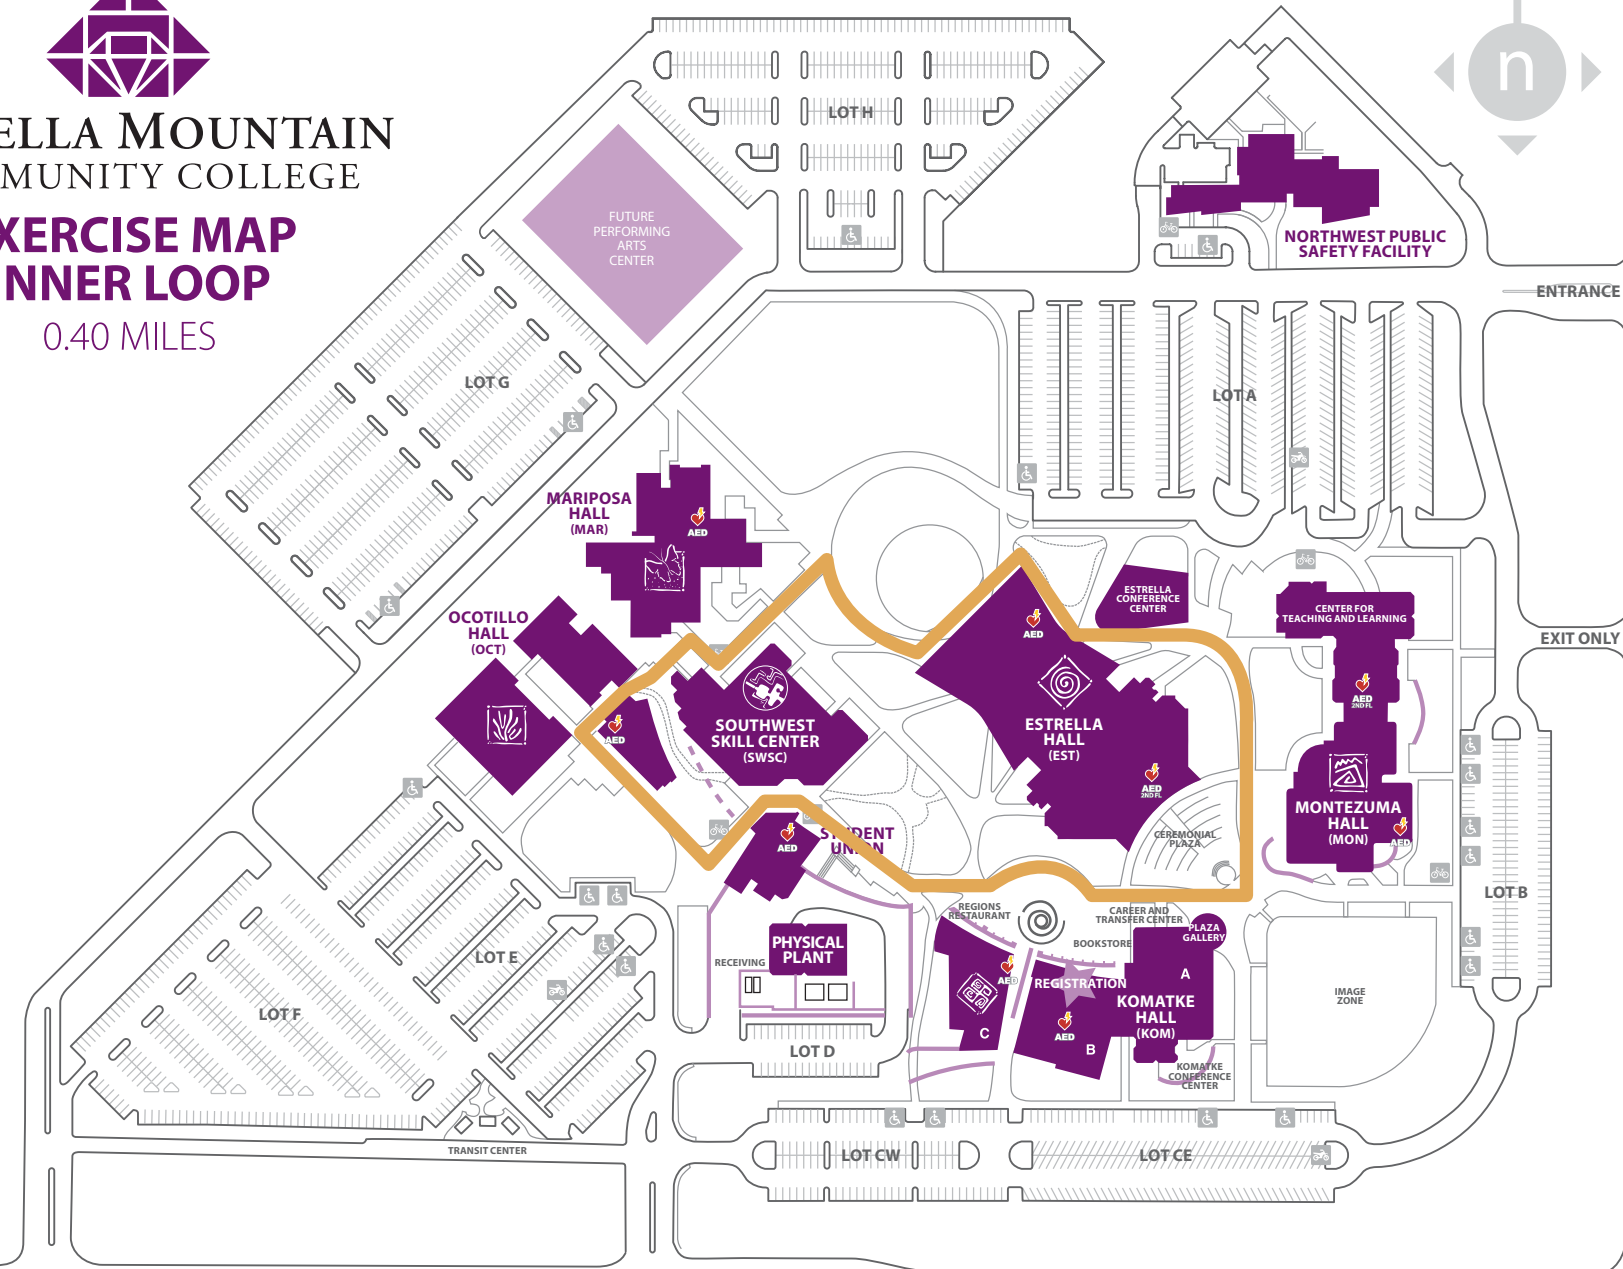 ELLA MOUNTAIN
MUNITY COLLEGE
XERCISE MAP
NNER LOOP
0.40 MILES
n
LOT H
FUTURE
PERFORMING
ARTS
CENTER
NORTHWEST PUBLIC
SAFETY FACILITY
ENTRANCE
LOT G
LOT A
MARIPOSA
HALL
(MAR)
AED
OCOTILLO
HALL
(OCT)
AED
ESTRELLA
CONFERENCE
CENTER
AED
CENTER FOR
TEACHING AND LEARNING
EXIT ONLY
AED
2ND FL
SOUTHWEST
SKILL CENTER
(SWSC)
ESTRELLA
HALL
(EST)
AED
2ND FL
MONTEZUMA
HALL
(MON)
AED
STUDENT
UNION
AED
CEREMONIAL
PLAZA
LOT B
REGIONS
RESTAURANT
CAREER AND
TRANSFER CENTER
PLAZA
GALLERY
BOOKSTORE
PHYSICAL
PLANT
RECEIVING
LOT E
AED
REGISTRATION
A
KOMATKE
HALL
(KOM)
IMAGE
ZONE
LOT F
C
AED
B
LOT D
KOMATKE
CONFERENCE
CENTER
TRANSIT CENTER
LOT CW
LOT CE